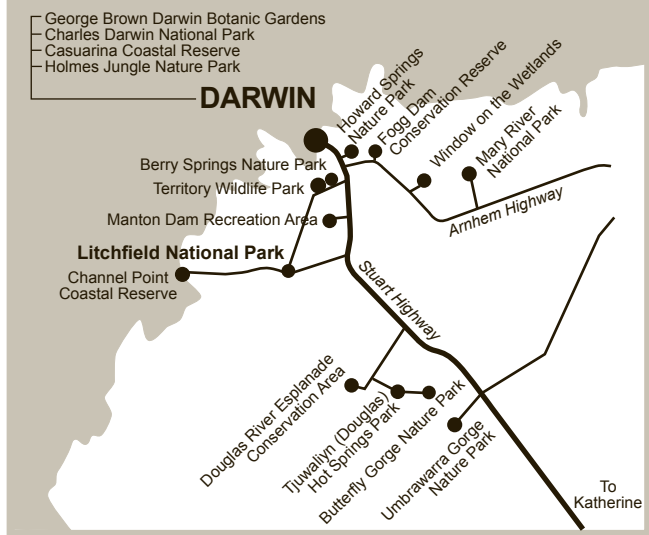 George Brown Darwin Botanic Gardens
Charles Darwin National Park
Casuarina Coastal Reserve
Holmes Jungle Nature Park
DARWIN
Howard Springs
Nature Park
Fogg Dam
Conservation Reserve
Window on the Wetlands
Mary River
National Park
Berry Springs Nature Park
Territory Wildlife Park
Arnhem Highway
Manton Dam Recreation Area
Litchfield National Park
Channel Point
Coastal Reserve
Stuart Highway
Douglas River Esplanade
Conservation Area
Tjuwaliyn (Douglas)
Hot Springs Park
Butterfly Gorge Nature Park
Umbrawarra Gorge
Nature Park
To
Katherine